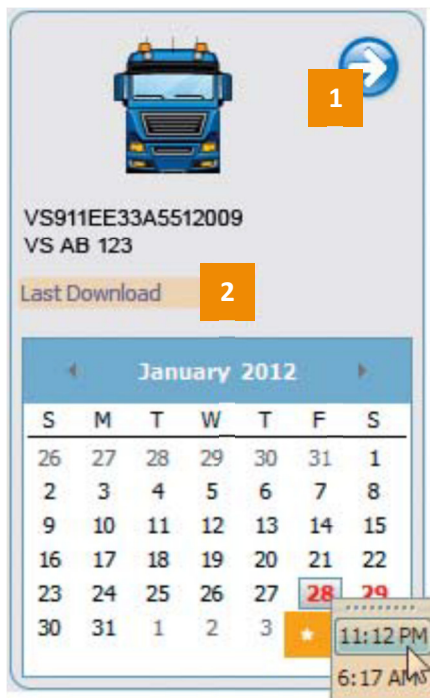 1
VS911EE33A5512009
VS AB 123
Last Download 2
January 2012
S M T W T F S
26 27 28 29 30 31 1
2 3 4 5 6 7 8
9 10 11 12 13 14 15
16 17 18 19 20 21 22
23 24 25 26 27 28 29
30 31 1 2 3
11:12 PM
6:17 AM